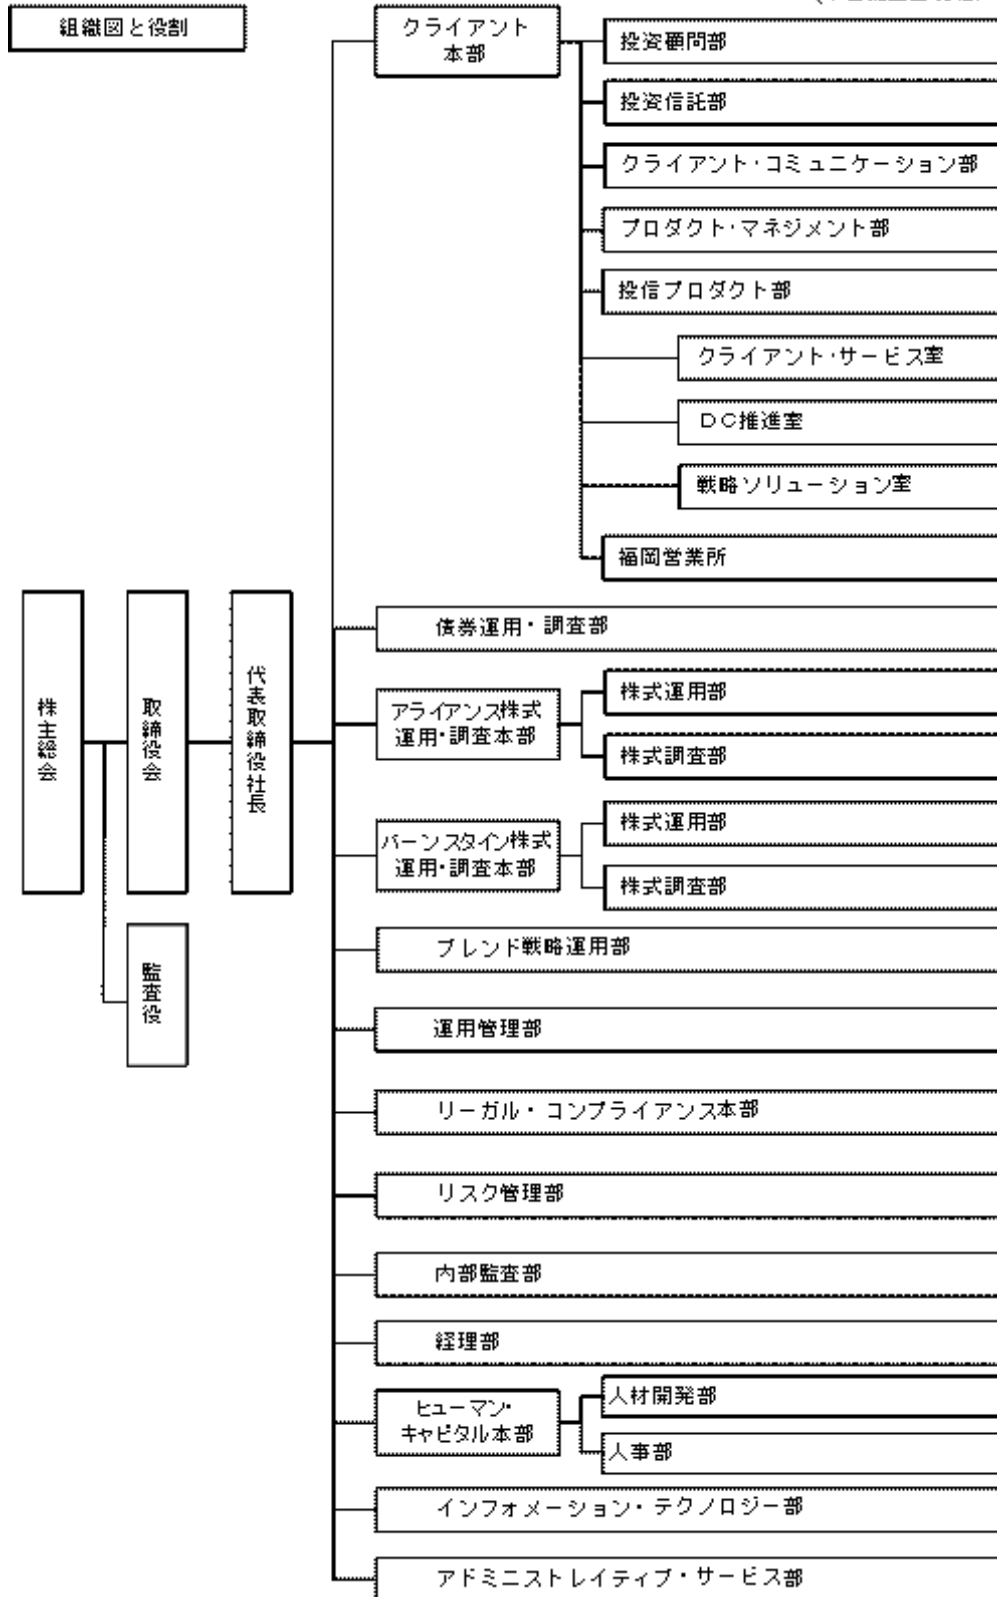 組織図と役割
クライアント
本部
投資顧問部
投資信託部
クライアント・コミュニケーション部
プロダクト・マネジメント部
投信プロダクト部
クライアント・サービス室
DC推進室
戦略ソリューション室
福岡営業所
株主総会
取締役会
代表取締役社長
監査役
債券運用・調査部
アライアンス株式
運用・調査本部
株式運用部
株式調査部
バーンスタイン株式
運用・調査本部
株式運用部
株式調査部
ブレンド戦略運用部
運用管理部
リーガル・コンプライアンス本部
リスク管理部
内部監査部
経理部
ヒューマン・
キャピタル本部
人材開発部
人事部
インフォメーション・テクノロジー部
アドミニストレイティブ・サービス部